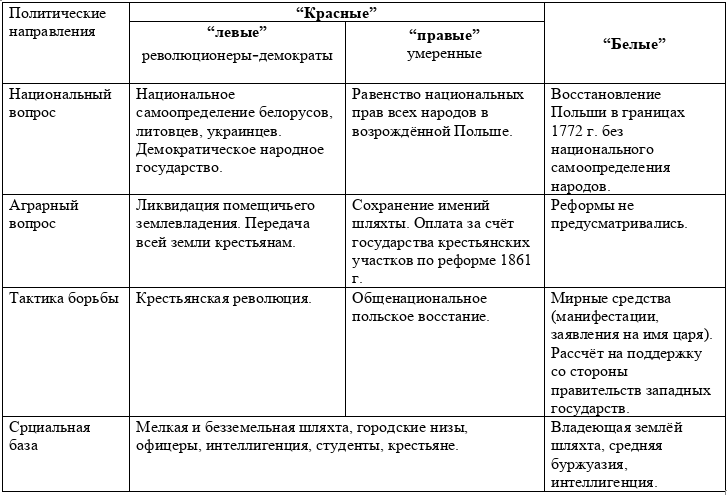 Политические
направления
“Красные”
“левые”
революционеры–демократы
“правые”
умеренные
“Белые”
Национальный
вопрос
Национальное
самоопределение белорусов,
литовцев, украинцев.
Демократическое народное
государство.
Равенство национальных
прав всех народов в
возрождённой Польше.
Восстановление
Польши в границах
1772 г. без
национального
самоопределения
народов.
Аграрный
вопрос
Ликвидация помещичьего
землевладения. Передача
всей земли крестьянам.
Сохранение имений
шляхты. Оплата за счёт
государства крестьянских
участков по реформе 1861
г.
Реформы не
предусматривались.
Тактика борьбы
Крестьянская революция.
Общенациональное
польское восстание.
Мирные средства
(манифестации,
заявления на имя царя).
Рассчёт на поддержку
со стороны
правительств западных
государств.
Срциальная
база
Мелкая и безземельная шляхта, городские низы,
офицеры, интеллигенция, студенты, крестьяне.
Владеющая землёй
шляхта, средняя
буржуазия,
интеллигенция.